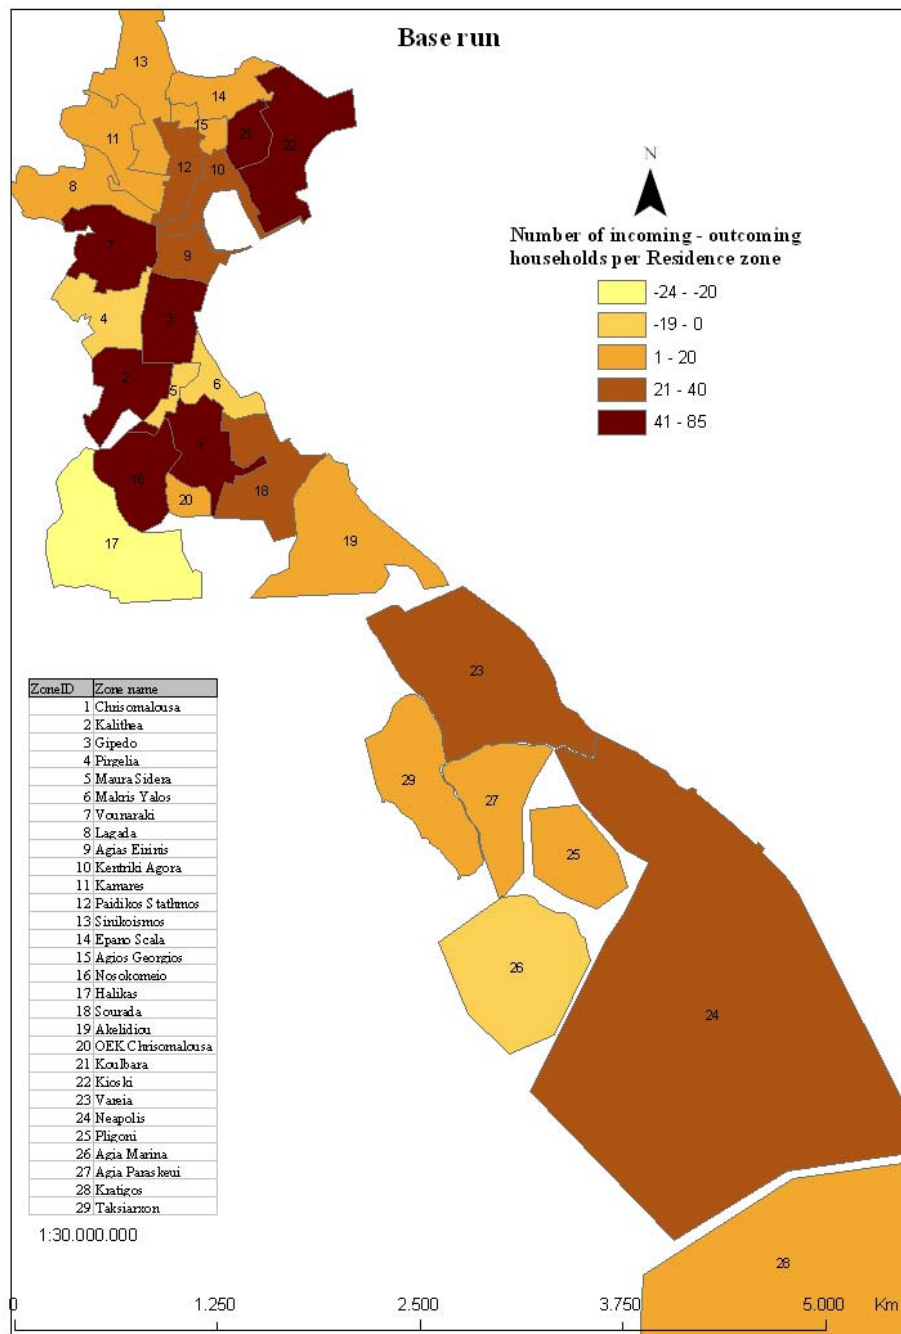 Base run
13
14
15
11
21
22
12
10
8
7
9
4
3
2
5
6
1
16
20
18
17
19
N
Number of incoming - outcoming
households per Residence zone
-24 - -20
-19 - 0
1 - 20
21 - 40
41 - 85
23
29
27
25
26
24
28
ZoneID Zone name
1 Chrisomalousa
2 Kalithea
3 Gipedo
4 Pirgelia
5 Maura Sidera
6 Makris Yalos
7 Vounaraki
8 Lagada
9 Agias Eirinis
10 Kentriki Agora
11 Kamares
12 Paidikos Stathmos
13 Sinikoismos
14 Epano Scala
15 Agios Georgios
16 Nosokomeio
17 Halikas
18 Sourada
19 Akelidiou
20 OEK Chrisomalousa
21 Koulbara
22 Kioski
23 Vareia
24 Neapolis
25 Pligoni
26 Agia Marina
27 Agia Paraskeui
28 Kratigos
29 Taksiarxon
1:30.000.000
0 1.250 2.500 3.750 5.000 Km